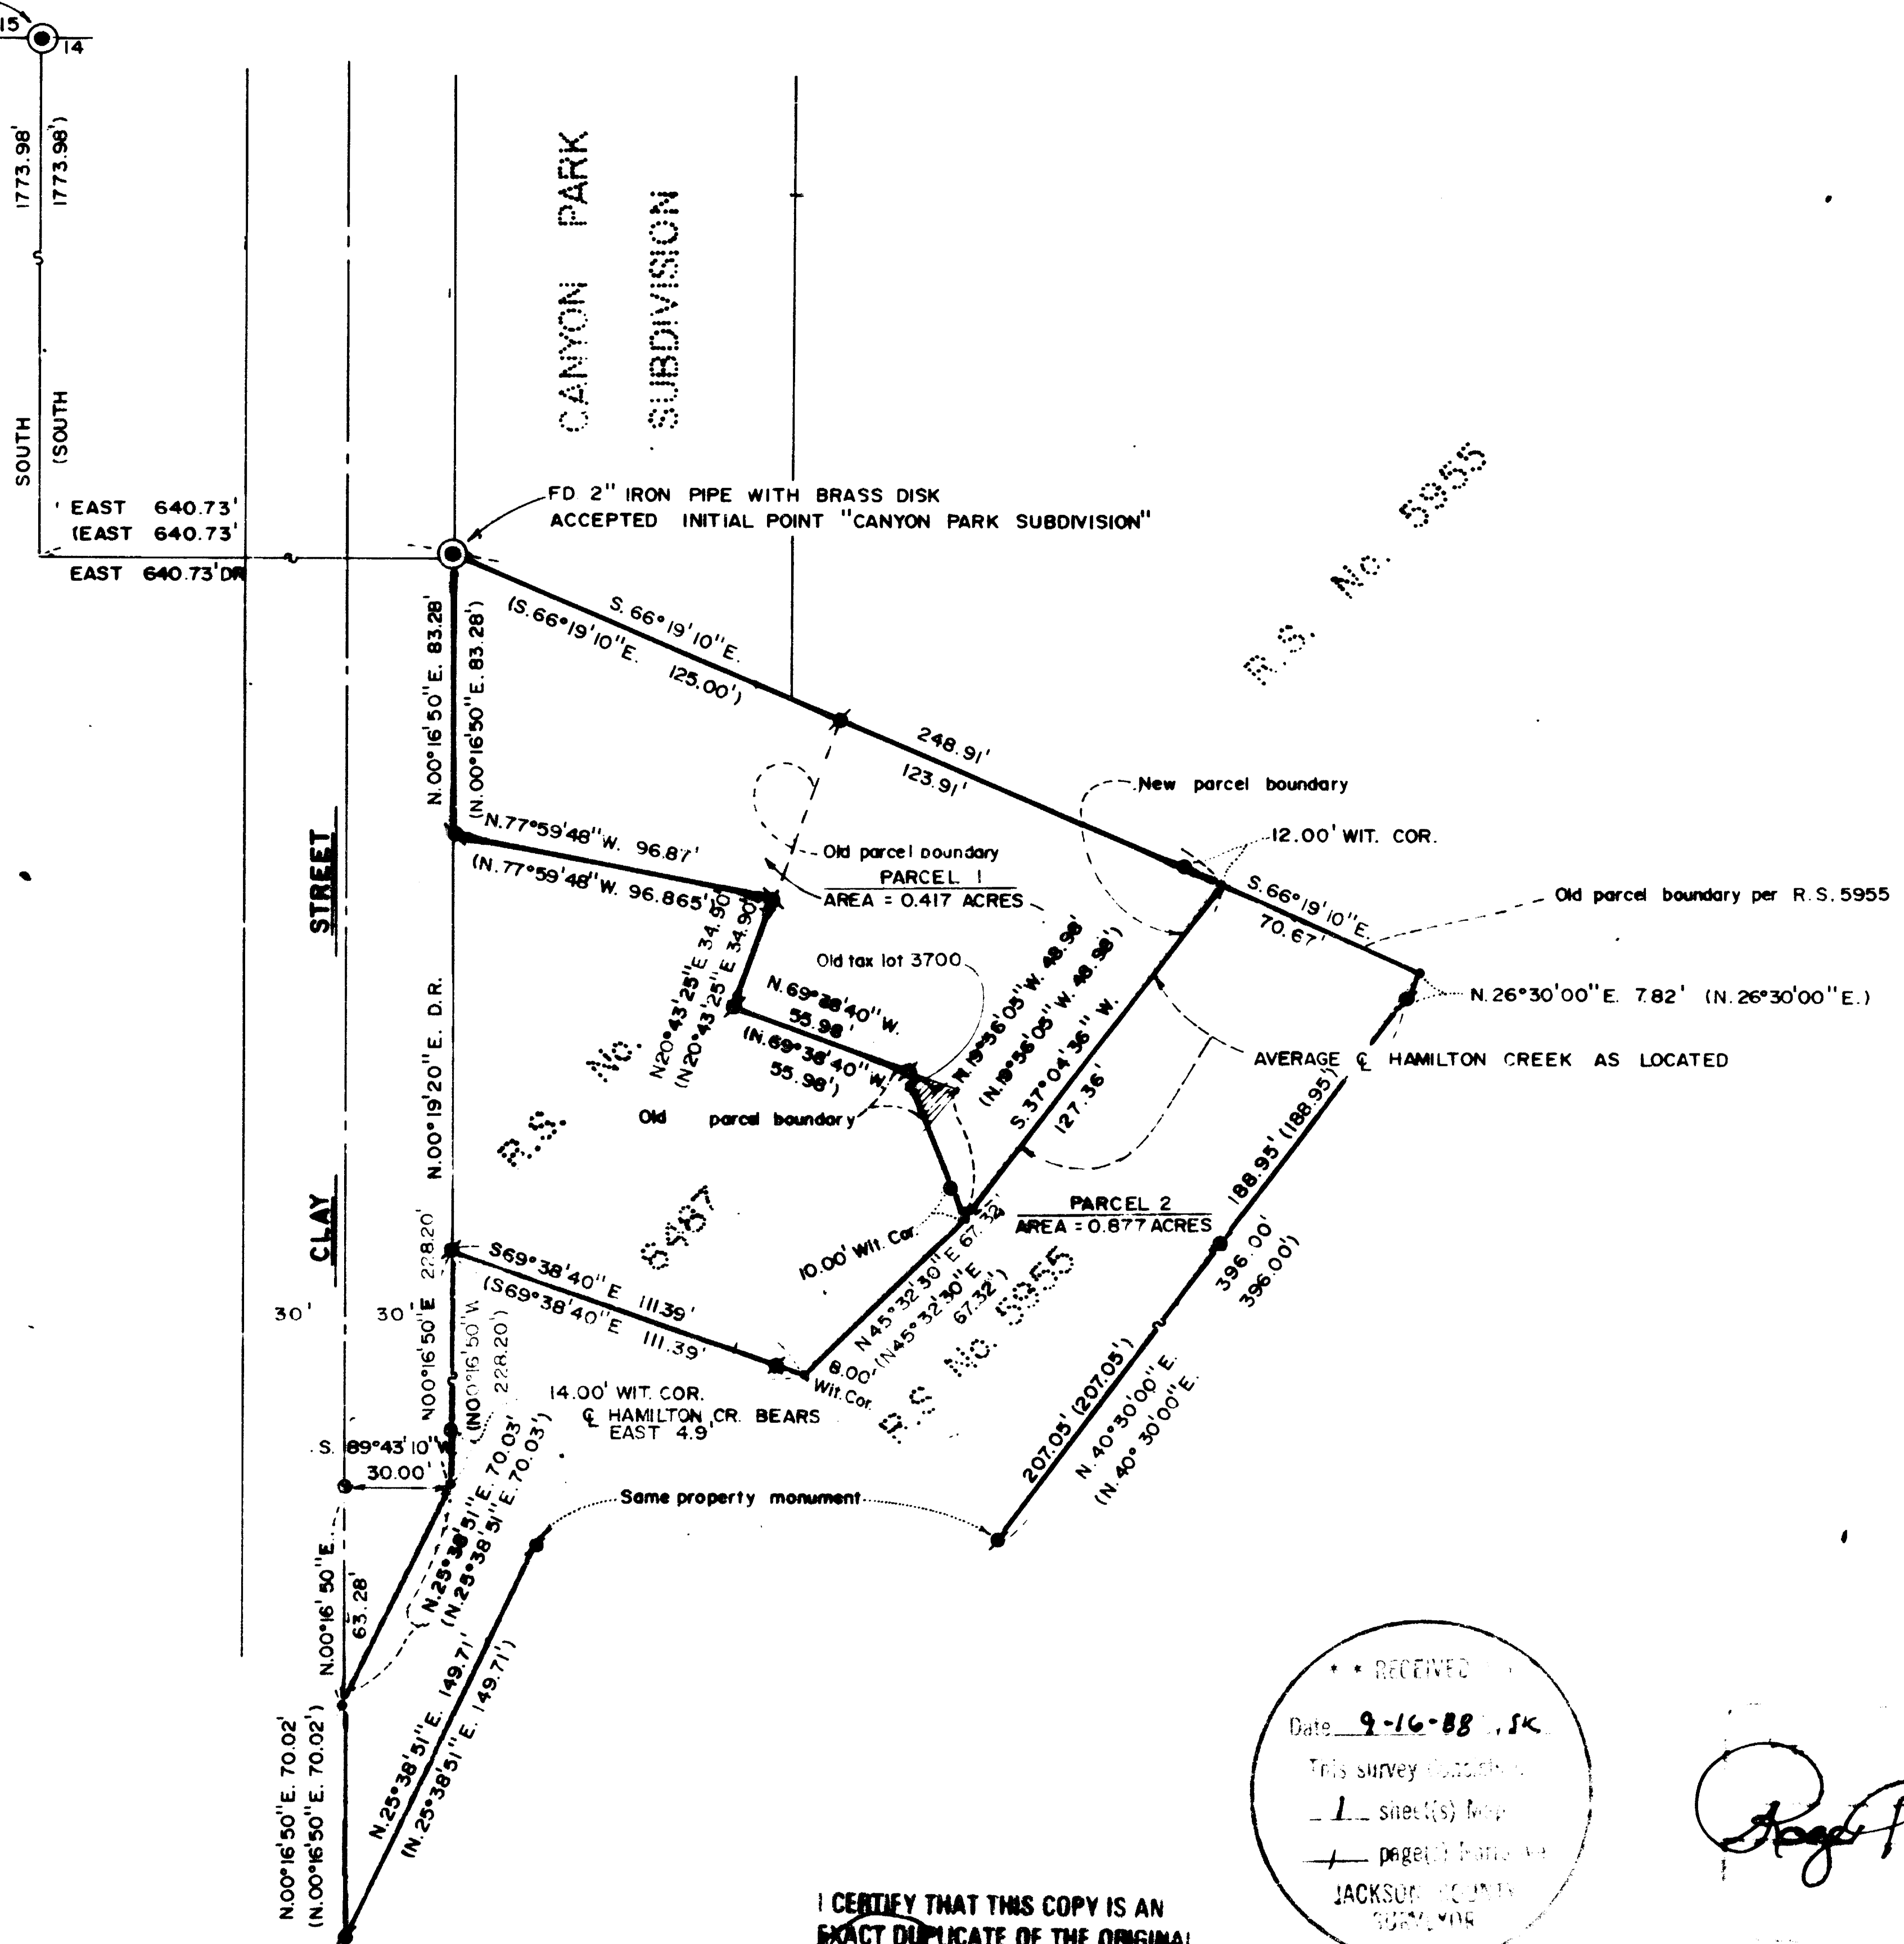 15
14
1773.98'
1773.98')
SOUTH
(SOUTH
CANYON PARK
SUBDIVISION
EAST 640.73'
(EAST 640.73'
EAST 640.73' DR
FD 2" IRON PIPE WITH BRASS DISK
ACCEPTED INITIAL POINT "CANYON PARK SUBDIVISION"
R.S. No. 5955
N.00°16'50"E. 83.28'
(N.00°16'50"E. 83.28')
S. 66°19'10"E.
(S.66°19'10"E. 125.00')
248.91'
123.91'
New parcel boundary
12.00' WIT. COR.
N.77°59'48"W. 96.87'
(N.77°59'48"W. 96.865')
Old parcel boundary
PARCEL 1
AREA = 0.417 ACRES
S.66°19'10"E.
70.67'
Old parcel boundary per R.S. 5955
STREET
N20°43'25"E 34.90'
(N20°43'25"E 34.90')
Old tax lot 3700
N.69°38'40"W.
55.98'
(N.69°38'40"W.
55.98')
N.19°56'05"W. 48.98'
(N.19°56'05"W. 48.98')
S.37°04'36"W.
127.36'
N.26°30'00"E. 7.82' (N.26°30'00"E.)
AVERAGE ℄ HAMILTON CREEK AS LOCATED
N.00°19'20"E. D.R.
R.S. No.
8987
Old parcel boundary
188.95' (188.95')
PARCEL 2
AREA = 0.877 ACRES
CLAY
30'
30'
N00°16'50"E 228.20'
(N0°16'50"W
228.20')
S69°38'40"E 111.39'
(S69°38'40"E 111.39'
10.00' Wit. Cor.
N45°32'30"E 67.32'
(N45°32'30"E
67.32')
8.00'
Wit. Cor.
R.S No. 5955
396.00'
396.00')
14.00' WIT. COR.
℄ HAMILTON CR. BEARS
EAST 4.9'
207.05' (207.05')
N.40°30'00"E.
(N.40°30'00"E.
S. 89°43'10"W
30.00'
Same property monument
N.25°38'51"E. 70.03'
(N.25°38'51"E. 70.03')
N.00°16'50"E.
63.28'
N.25°38'51"E. 149.71'
(N.25°38'51"E. 149.71')
N.00°16'50"E. 70.02'
(N.00°16'50"E. 70.02')
* * RECEIVED
Date 9-16-88 SK
This survey
1 sheet(s) Map
1 page(s)
JACKSON COUNTY
SURVEYOR
I CERTIFY THAT THIS COPY IS AN
EXACT DUPLICATE OF THE ORIGINAL